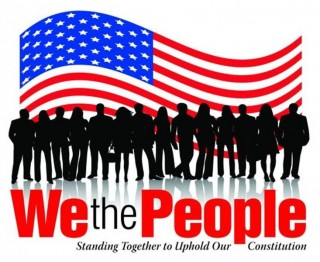 We the People
Standing Together to Uphold Our Constitution